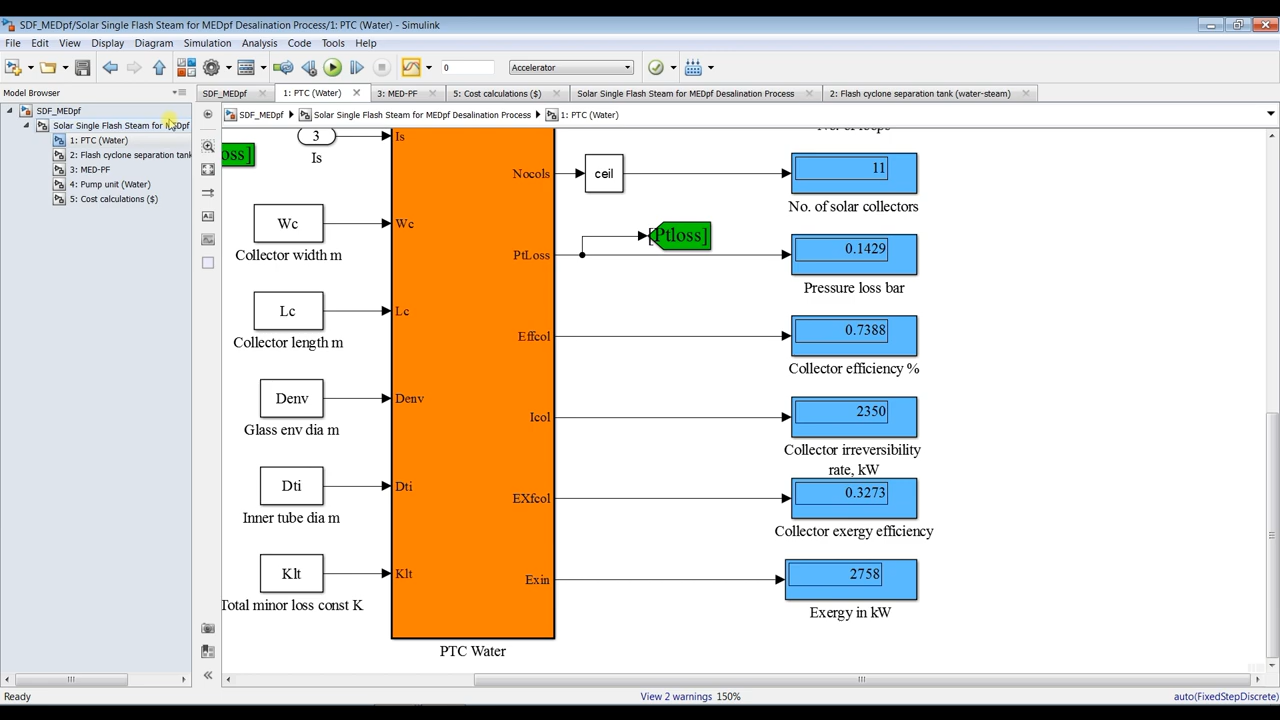 SDF_MEDpf/Solar Single Flash Steam for MEDpf Desalination Process/1: PTC (Water) - Simulink
File Edit View Display Diagram Simulation Analysis Code Tools Help
0 Accelerator
Model Browser
SDF_MEDpf
Solar Single Flash Steam for MEDpf
1: PTC (Water)
2: Flash cyclone separation tank
3: MED-PF
4: Pump unit (Water)
5: Cost calculations ($)
SDF_MEDpf 1: PTC (Water) 3: MED-PF 5: Cost calculations ($) Solar Single Flash Steam for MEDpf Desalination Process 2: Flash cyclone separation tank (water-steam)
SDF_MEDpf Solar Single Flash Steam for MEDpf Desalination Process 1: PTC (Water)
oss]
3
Is
Is
Wc
Collector width m
Wc
Lc
Collector length m
Lc
Denv
Glass env dia m
Denv
Dti
Inner tube dia m
Dti
Klt
Total minor loss const K
Klt
Nocols
PtLoss
Effcol
Icol
EXfcol
Exin
PTC Water
ceil
[Ptloss]
No. of loops
11
No. of solar collectors
0.1429
Pressure loss bar
0.7388
Collector efficiency %
2350
Collector irreversibility
rate, kW
0.3273
Collector exergy efficiency
2758
Exergy in kW
Ready
View 2 warnings 150%
auto(FixedStepDiscrete)